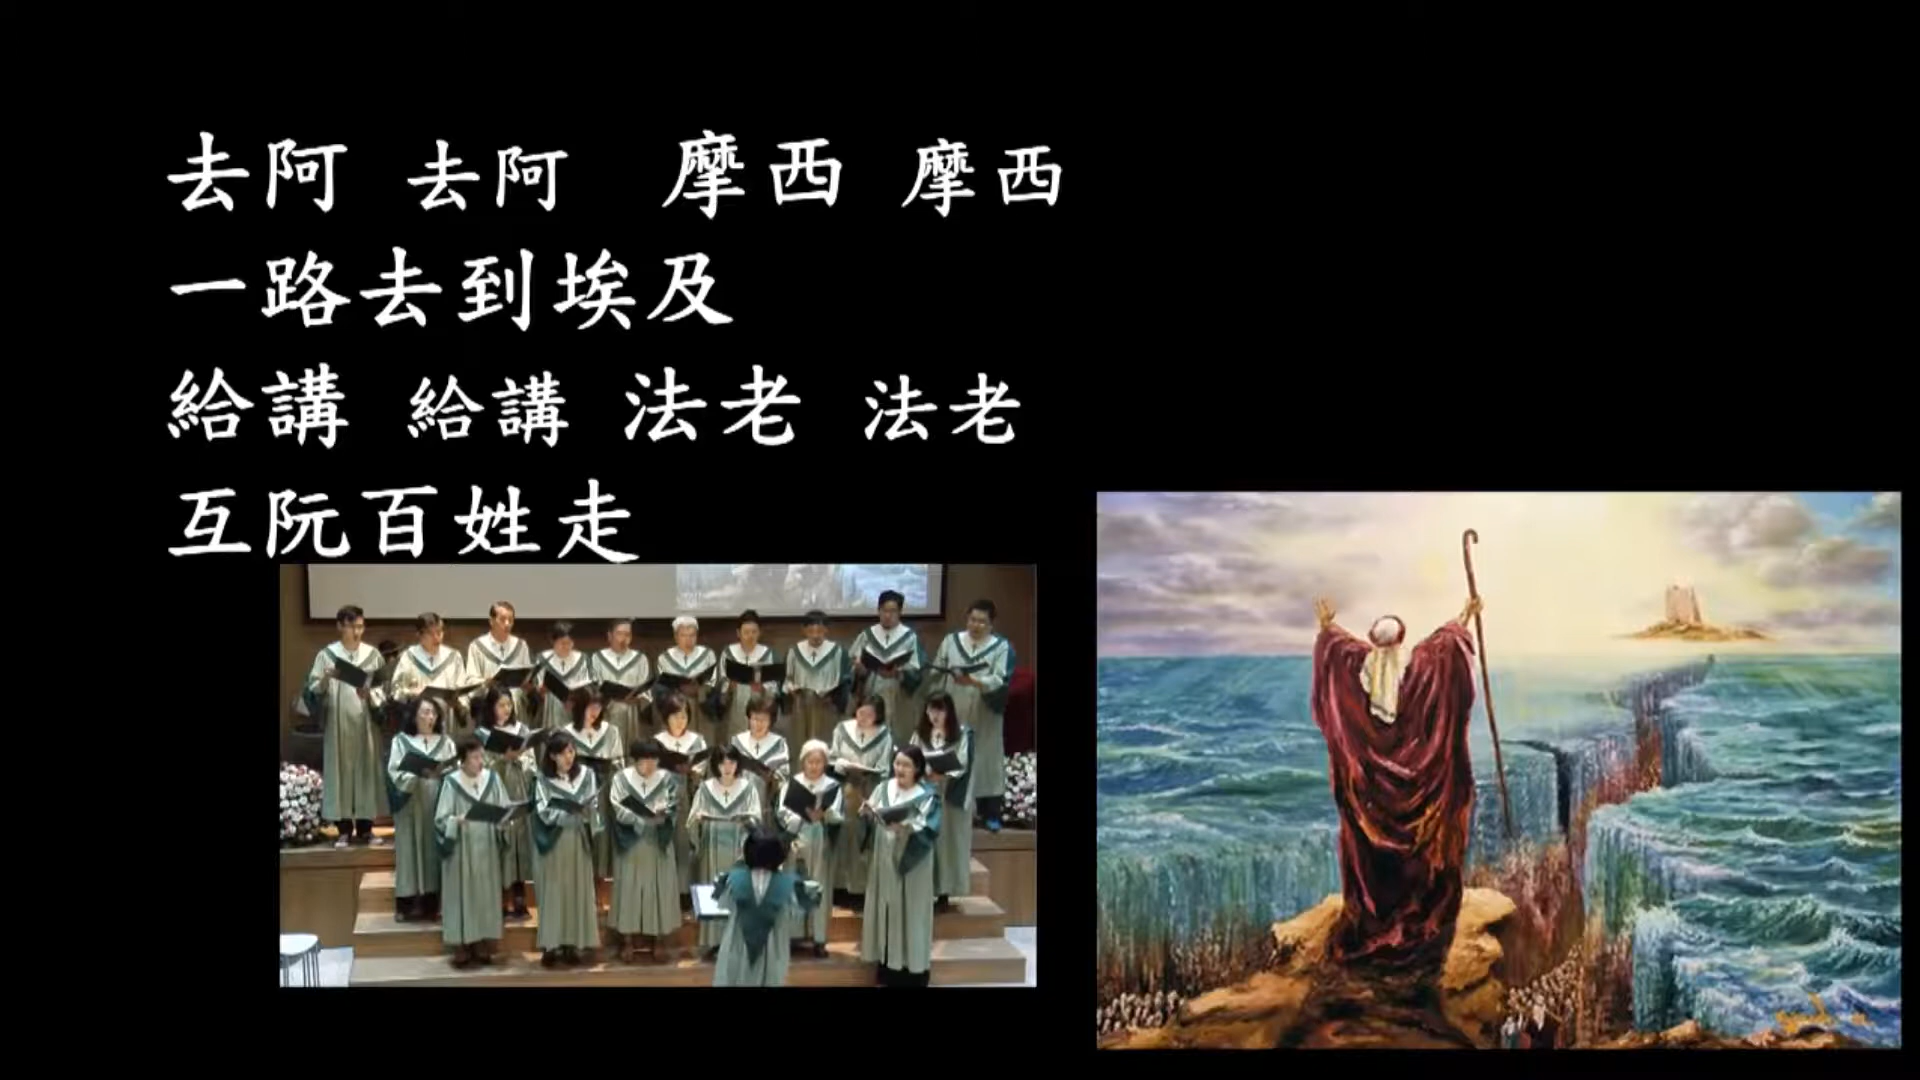 去阿 去阿 摩西 摩西
一路去到埃及
給講 給講 法老 法老
互阮百姓走